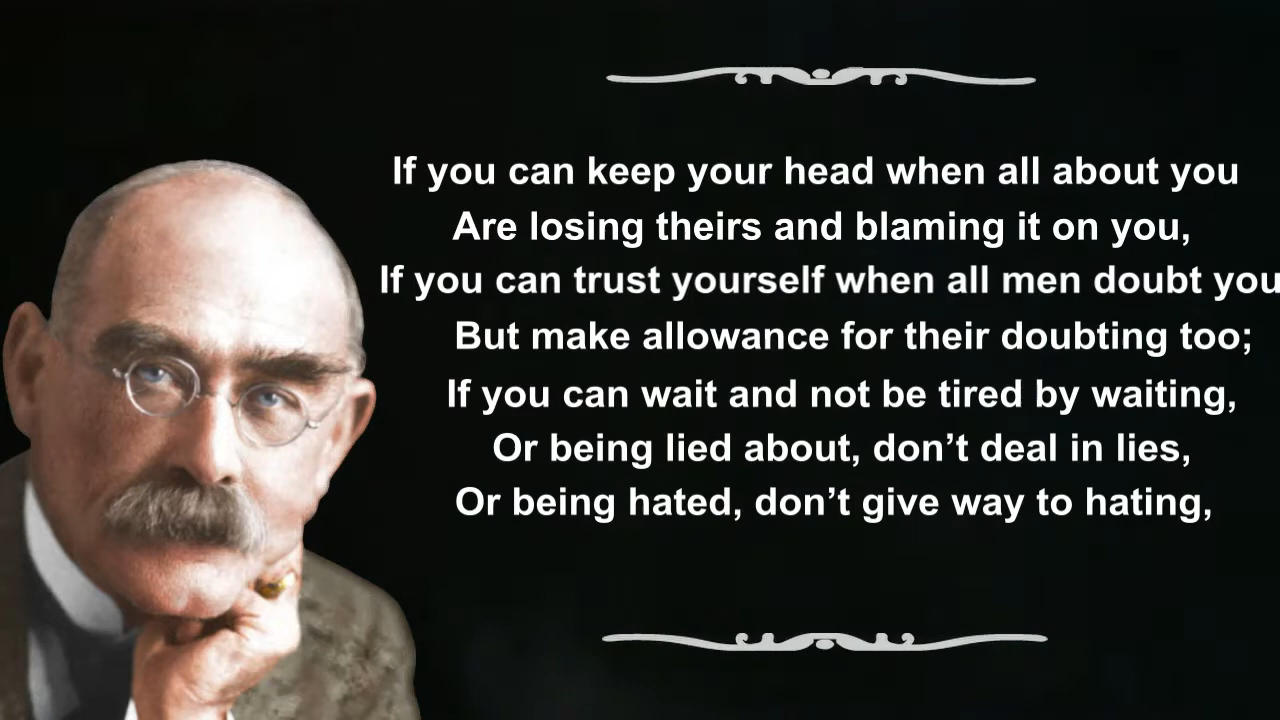 If you can keep your head when all about you
Are losing theirs and blaming it on you,
If you can trust yourself when all men doubt you
But make allowance for their doubting too;
If you can wait and not be tired by waiting,
Or being lied about, don’t deal in lies,
Or being hated, don’t give way to hating,